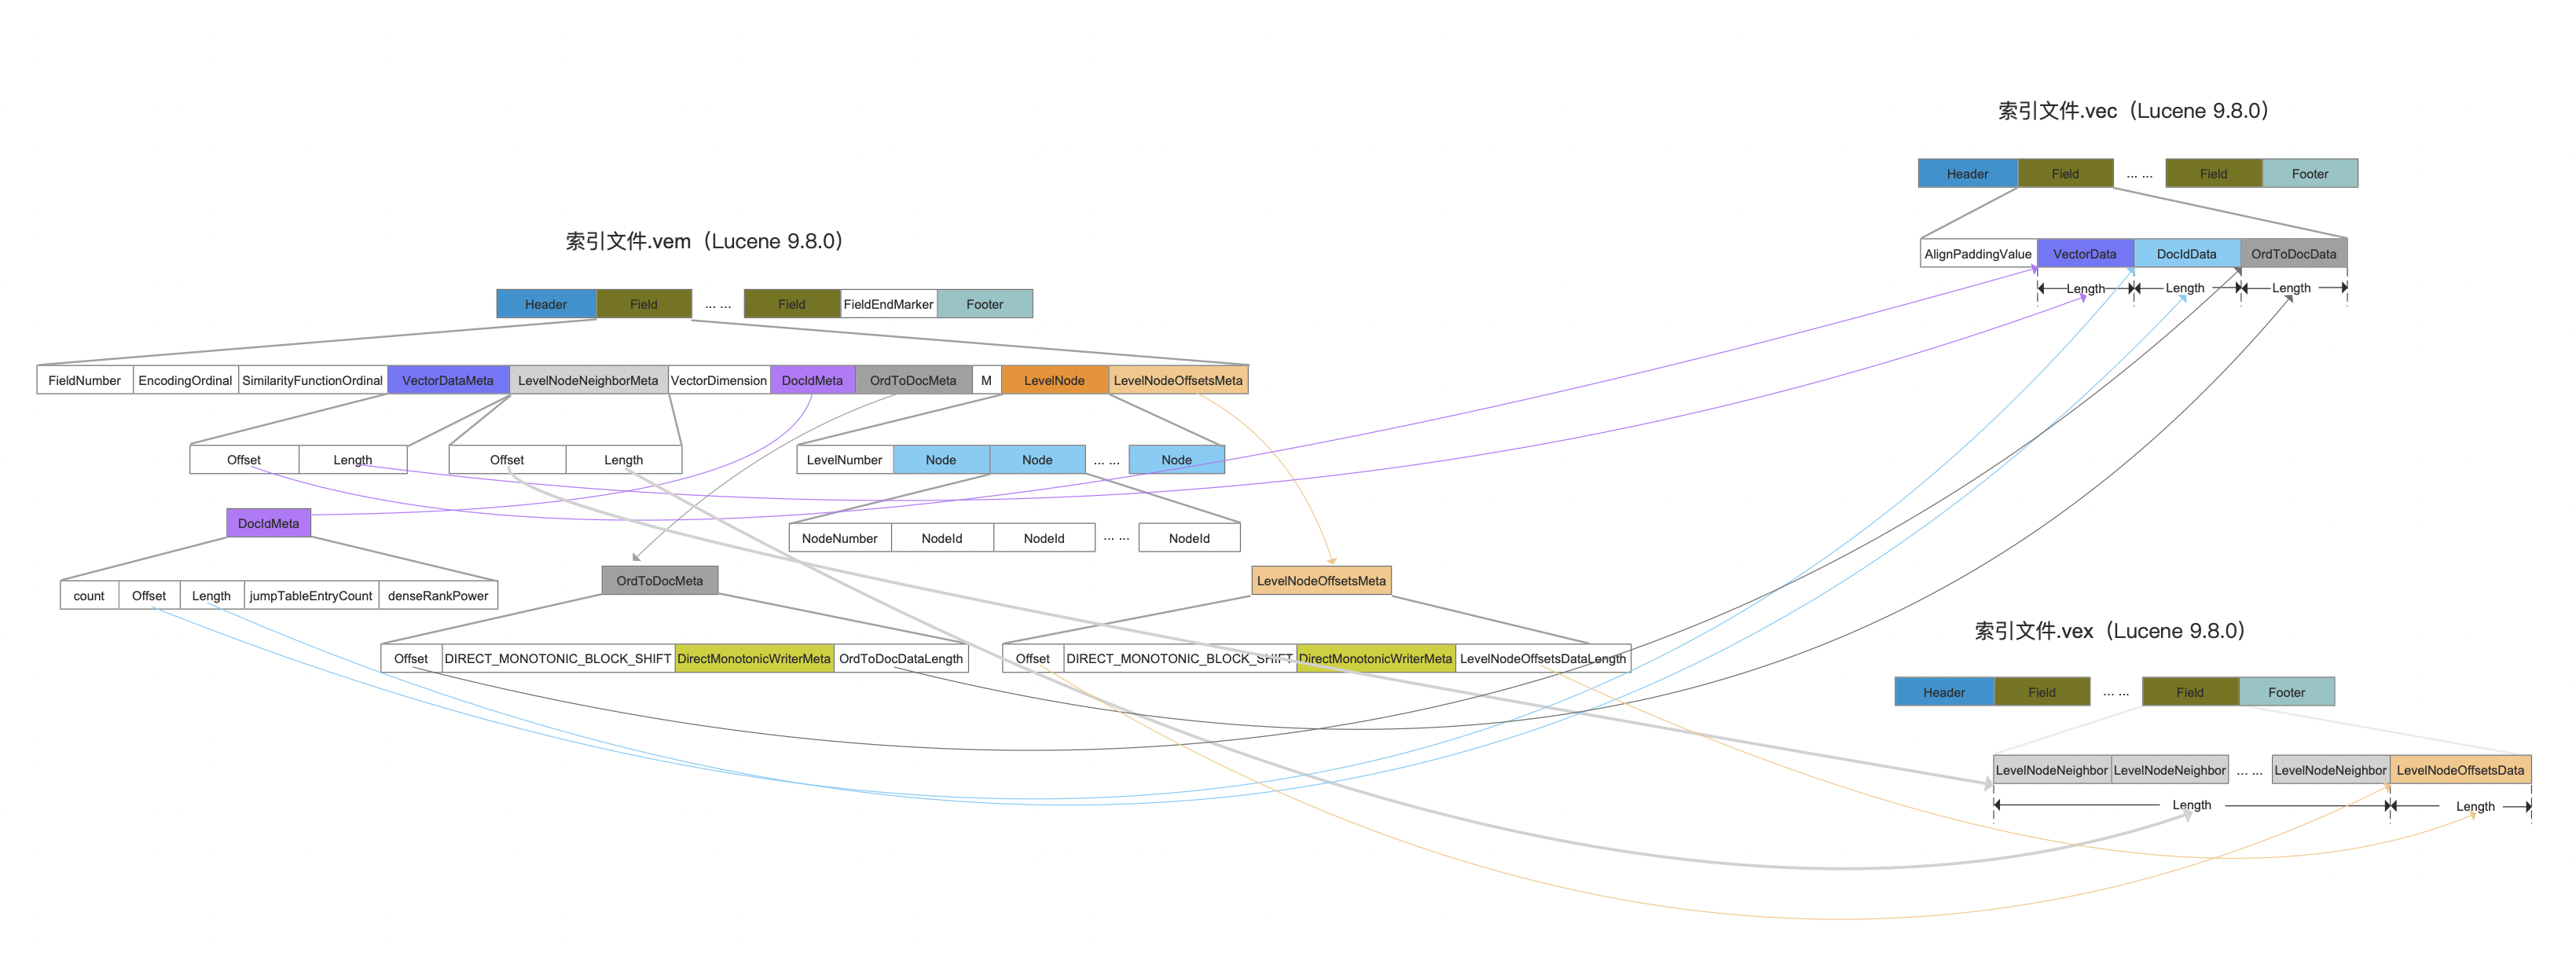 索引文件.vec（Lucene 9.8.0）
Header Field ... ... Field Footer
AlignPaddingValue VectorData DocIdData OrdToDocData
Length Length Length
索引文件.vem（Lucene 9.8.0）
Header Field ... ... Field FieldEndMarker Footer
FieldNumber EncodingOrdinal SimilarityFunctionOrdinal VectorDataMeta LevelNodeNeighborMeta VectorDimension DocIdMeta OrdToDocMeta M LevelNode LevelNodeOffsetsMeta
Offset Length Offset Length LevelNumber Node Node ... ... Node
DocIdMeta
NodeNumber NodeId NodeId ... ... NodeId
OrdToDocMeta LevelNodeOffsetsMeta
count Offset Length jumpTableEntryCount denseRankPower
Offset DIRECT_MONOTONIC_BLOCK_SHIFT DirectMonotonicWriterMeta OrdToDocDataLength Offset DIRECT_MONOTONIC_BLOCK_SHIFT DirectMonotonicWriterMeta LevelNodeOffsetsDataLength
索引文件.vex（Lucene 9.8.0）
Header Field ... ... Field Footer
LevelNodeNeighbor LevelNodeNeighbor ... ... LevelNodeNeighbor LevelNodeOffsetsData
Length Length